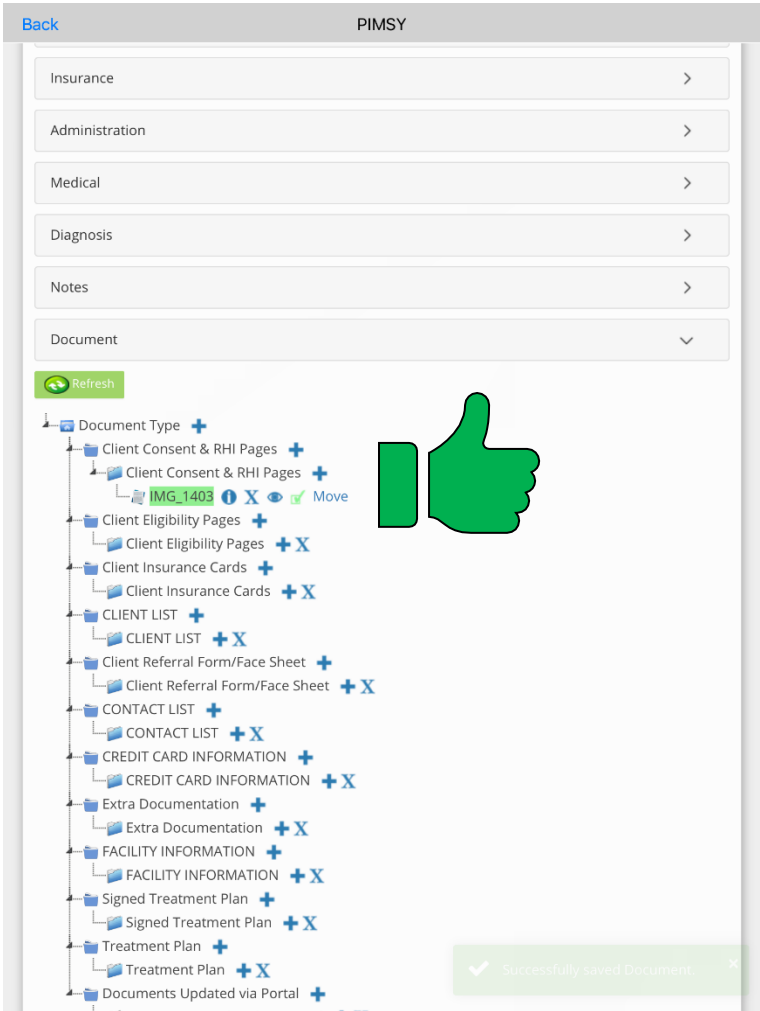 Back PIMSY
Insurance
Administration
Medical
Diagnosis
Notes
Document
Refresh
Document Type
Client Consent & RHI Pages
Client Consent & RHI Pages
IMG_1403 X Move
Client Eligibility Pages
Client Eligibility Pages X
Client Insurance Cards
Client Insurance Cards X
CLIENT LIST
CLIENT LIST X
Client Referral Form/Face Sheet
Client Referral Form/Face Sheet X
CONTACT LIST
CONTACT LIST X
CREDIT CARD INFORMATION
CREDIT CARD INFORMATION X
Extra Documentation
Extra Documentation X
FACILITY INFORMATION
FACILITY INFORMATION X
Signed Treatment Plan
Signed Treatment Plan X
Treatment Plan
Treatment Plan X
Successfully saved Document. ×
Documents Updated via Portal